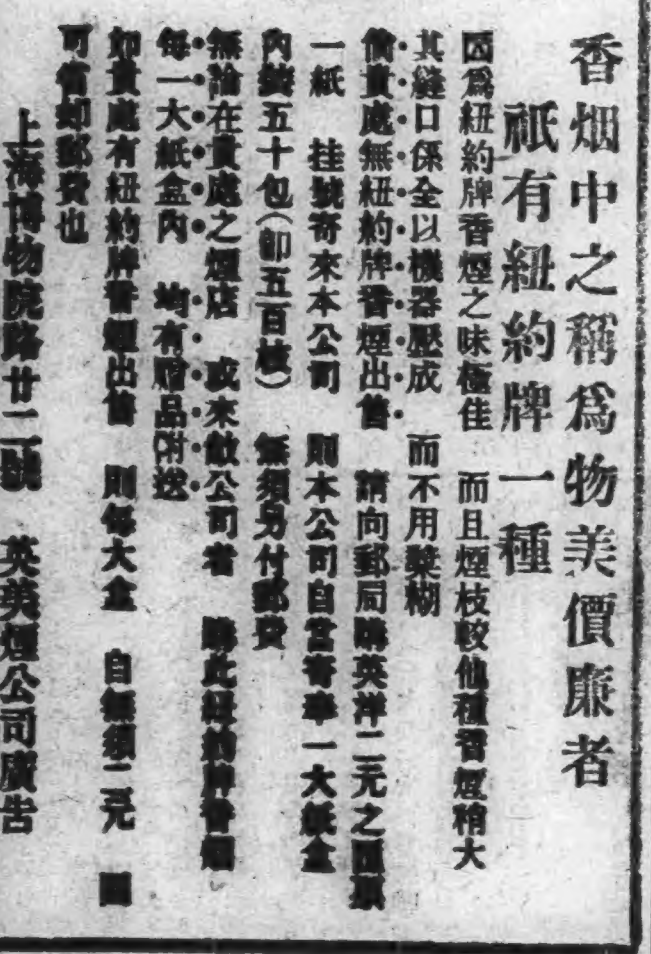 香烟中之稱爲物美價廉者
祇有紐約牌一種
因爲紐約牌香煙之味極佳 而且煙枝較他種香煙稍大
其縫口係全以機器壓成 而不用漿糊
倘貴處無紐約牌香煙出售 請向郵局購英洋二元之匯票
一紙 挂號寄來本公司 則本公司自當寄奉一大紙盒
內裝五十包(卽五百枝) 無須另付郵費
無論在貴處之煙店 或來敝公司者 購此紐約牌香烟
每一大紙盒內 均有贈品附送
如貴處有紐約牌香煙出售 則每大盒 自無須二元
可省却郵費也
上海博物院路廿二號 英美煙公司廣告